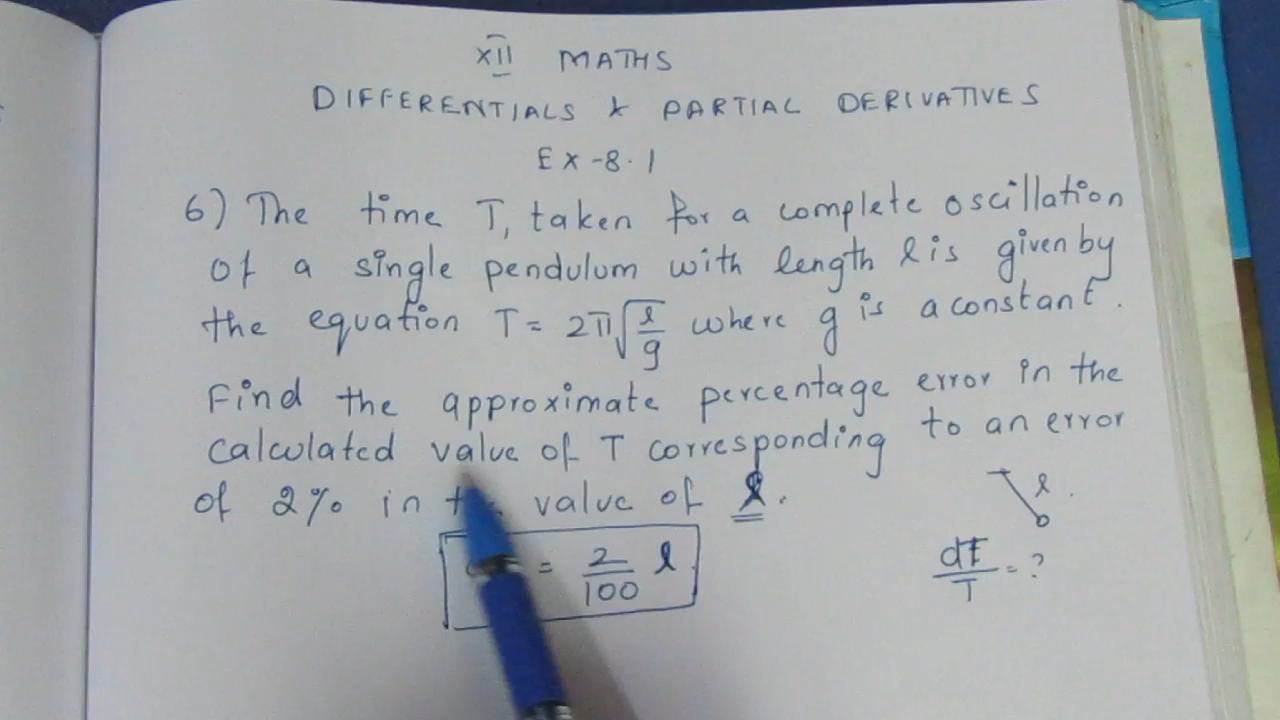 XII MATHS
DIFFERENTIALS & PARTIAL DERIVATIVES
EX-8.1
6) The time T, taken for a complete oscillation
of a single pendulum with length l is given by
the equation T = 2π√(l/g) where g is a constant.
Find the approximate percentage error in the
calculated value of T corresponding to an error
of 2% in value of l.
l.
= 2/100 l
dT/T = ?